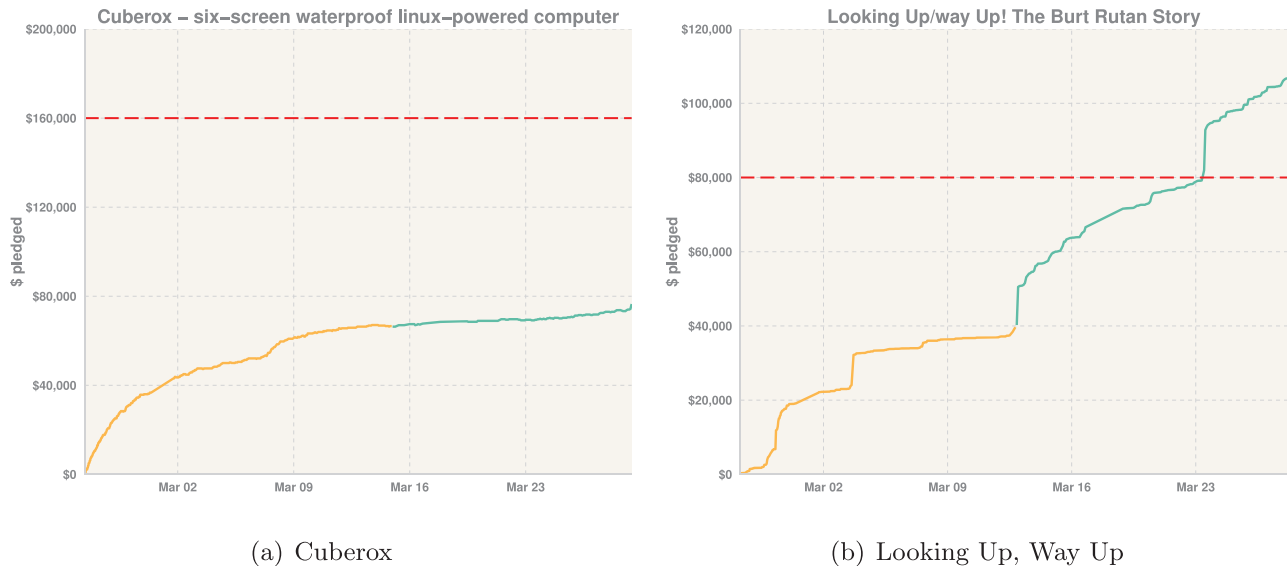 Cuberox – six–screen waterproof linux–powered computer
$200,000
$160,000
$120,000
$80,000
$40,000
$0
$ pledged
Mar 02 Mar 09 Mar 16 Mar 23
(a) Cuberox
Looking Up/way Up! The Burt Rutan Story
$120,000
$100,000
$80,000
$60,000
$40,000
$20,000
$0
$ pledged
Mar 02 Mar 09 Mar 16 Mar 23
(b) Looking Up, Way Up